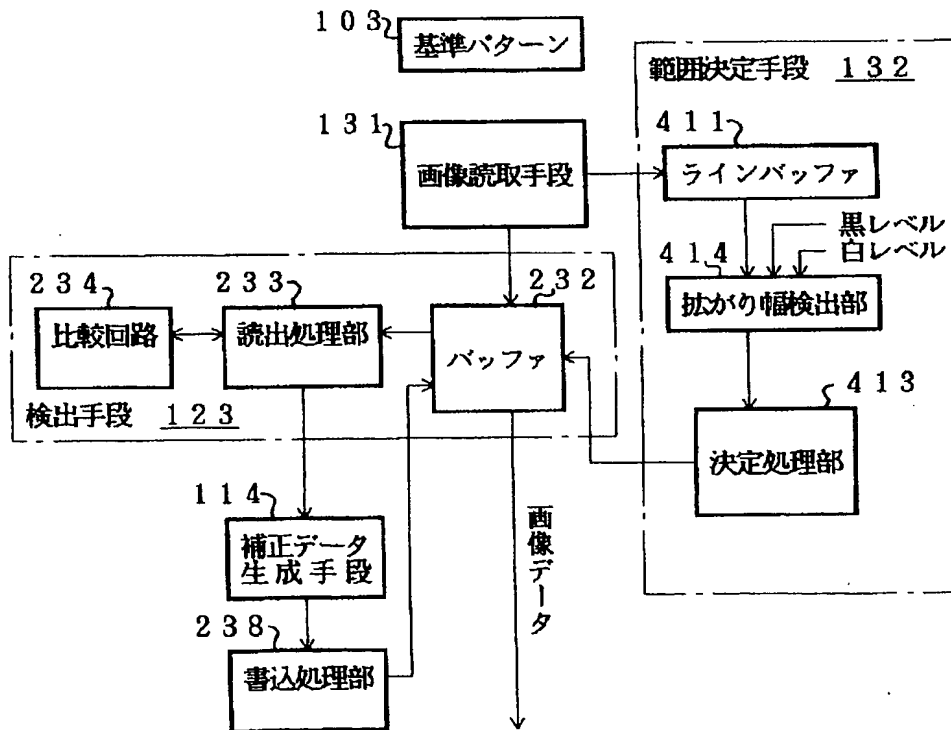 103
基準パターン
範囲決定手段 132
131
画像読取手段
411
ラインバッファ
黒レベル
白レベル
414
拡がり幅検出部
234
比較回路
233
読出処理部
232
バッファ
検出手段 123
413
決定処理部
114
補正データ
生成手段
画像データ
238
書込処理部